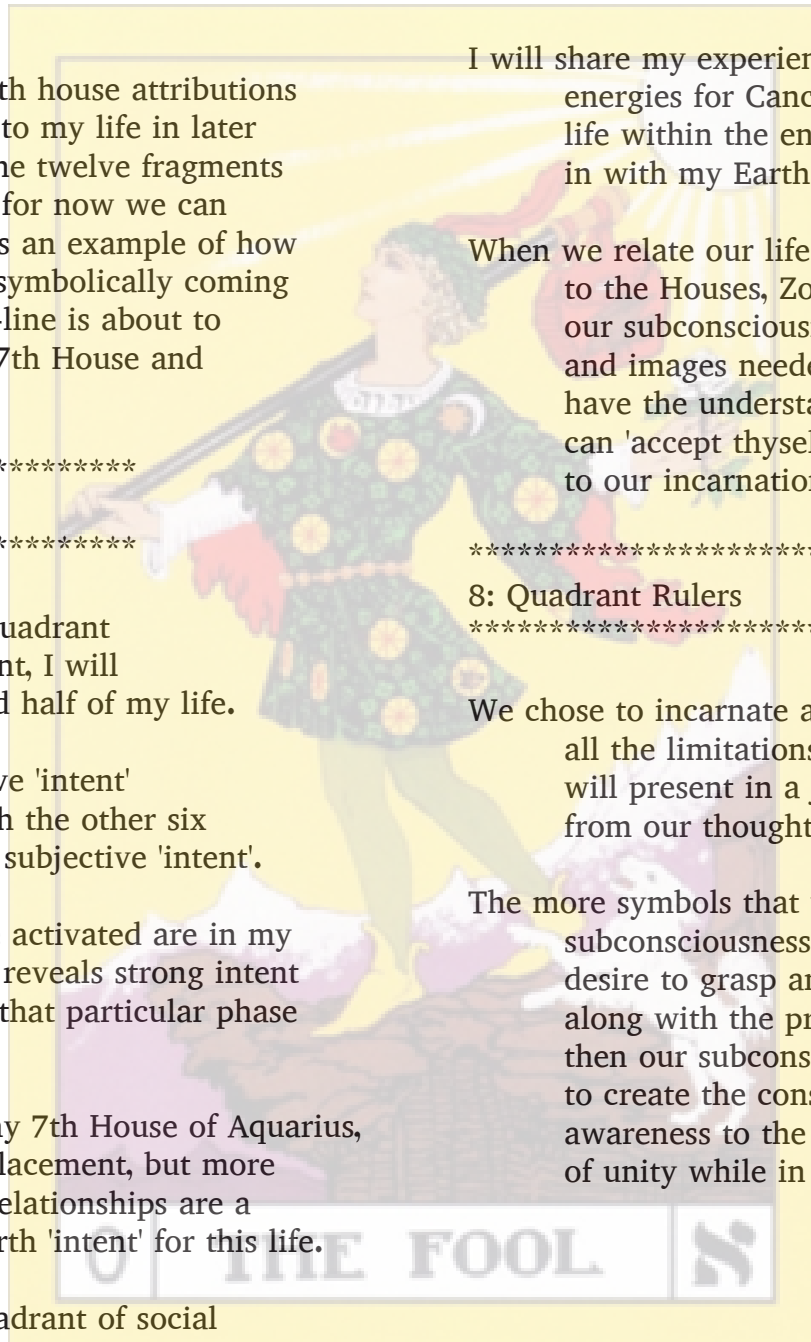 th house attributions
to my life in later
he twelve fragments
for now we can
s an example of how
symbolically coming
-line is about to
7th House and
**********
**********
uadrant
nt, I will
d half of my life.
ve 'intent'
h the other six
subjective 'intent'.
activated are in my
reveals strong intent
that particular phase
y 7th House of Aquarius,
lacement, but more
elationships are a
rth 'intent' for this life.
adrant of social
I will share my experien
energies for Canc
life within the en
in with my Earth
When we relate our life
to the Houses, Zo
our subconscious
and images neede
have the understa
can 'accept thysel
to our incarnation
**********************
8: Quadrant Rulers
**********************
We chose to incarnate a
all the limitations
will present in a
from our thought
The more symbols that
subconsciousness
desire to grasp an
along with the pr
then our subcons
to create the cons
awareness to the
of unity while in
0 THE FOOL א